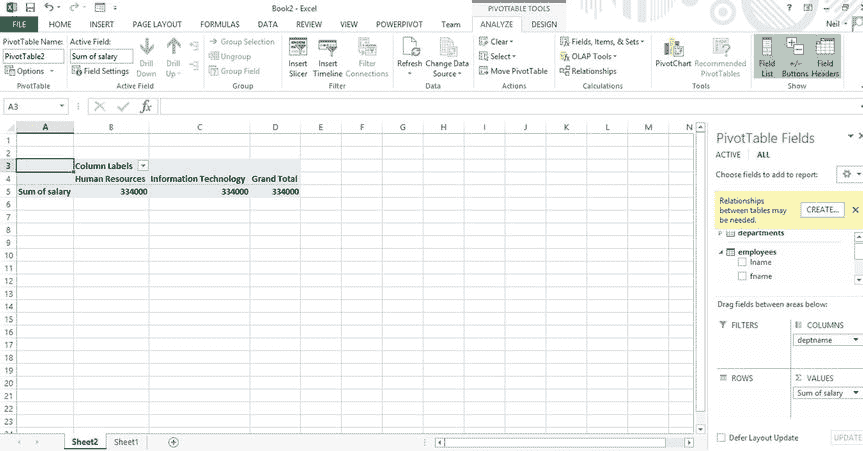 Book2 - Excel
PIVOTTABLE TOOLS
FILE HOME INSERT PAGE LAYOUT FORMULAS DATA REVIEW VIEW POWERPIVOT Team ANALYZE DESIGN Neil
PivotTable Name: Active Field:
PivotTable2 Sum of salary
Options Field Settings
Drill Down
Drill Up
PivotTable Active Field
Group Selection
Ungroup
Group Field
Group
Insert Slicer
Insert Timeline
Filter Connections
Filter
Refresh
Change Data Source
Data
Clear
Select
Move PivotTable
Actions
Fields, Items, & Sets
OLAP Tools
Relationships
Calculations
PivotChart
Recommended PivotTables
Tools
Field List
+/- Buttons
Field Headers
Show
A3 fx
A B C D E F G H I J K L M N
1
2
3 Column Labels
4 Human Resources Information Technology Grand Total
5 Sum of salary 334000 334000 334000
6
7
8
9
10
11
12
13
14
15
16
17
18
19
20
21
22
23
Sheet2 Sheet1
PivotTable Fields
ACTIVE ALL
Choose fields to add to report:
Relationships
between tables may
be needed.
CREATE...
departments
employees
lname
fname
Drag fields between areas below:
FILTERS COLUMNS
deptname
ROWS Σ VALUES
Sum of salary
Defer Layout Update UPDATE